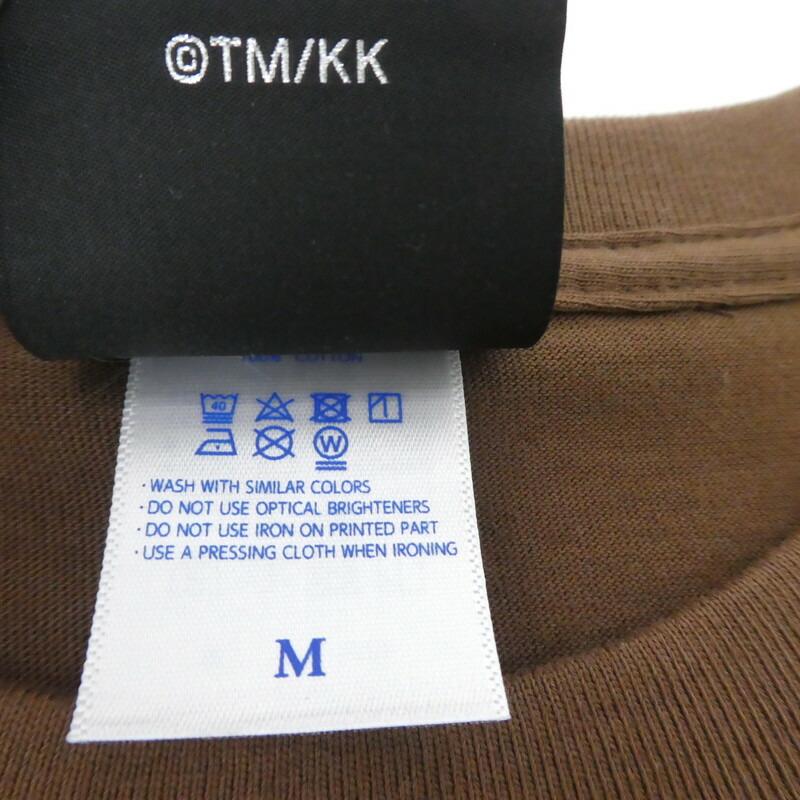 ©TM/KK
100% COTTON
40
W
· WASH WITH SIMILAR COLORS
· DO NOT USE OPTICAL BRIGHTENERS
· DO NOT USE IRON ON PRINTED PART
· USE A PRESSING CLOTH WHEN IRONING
M